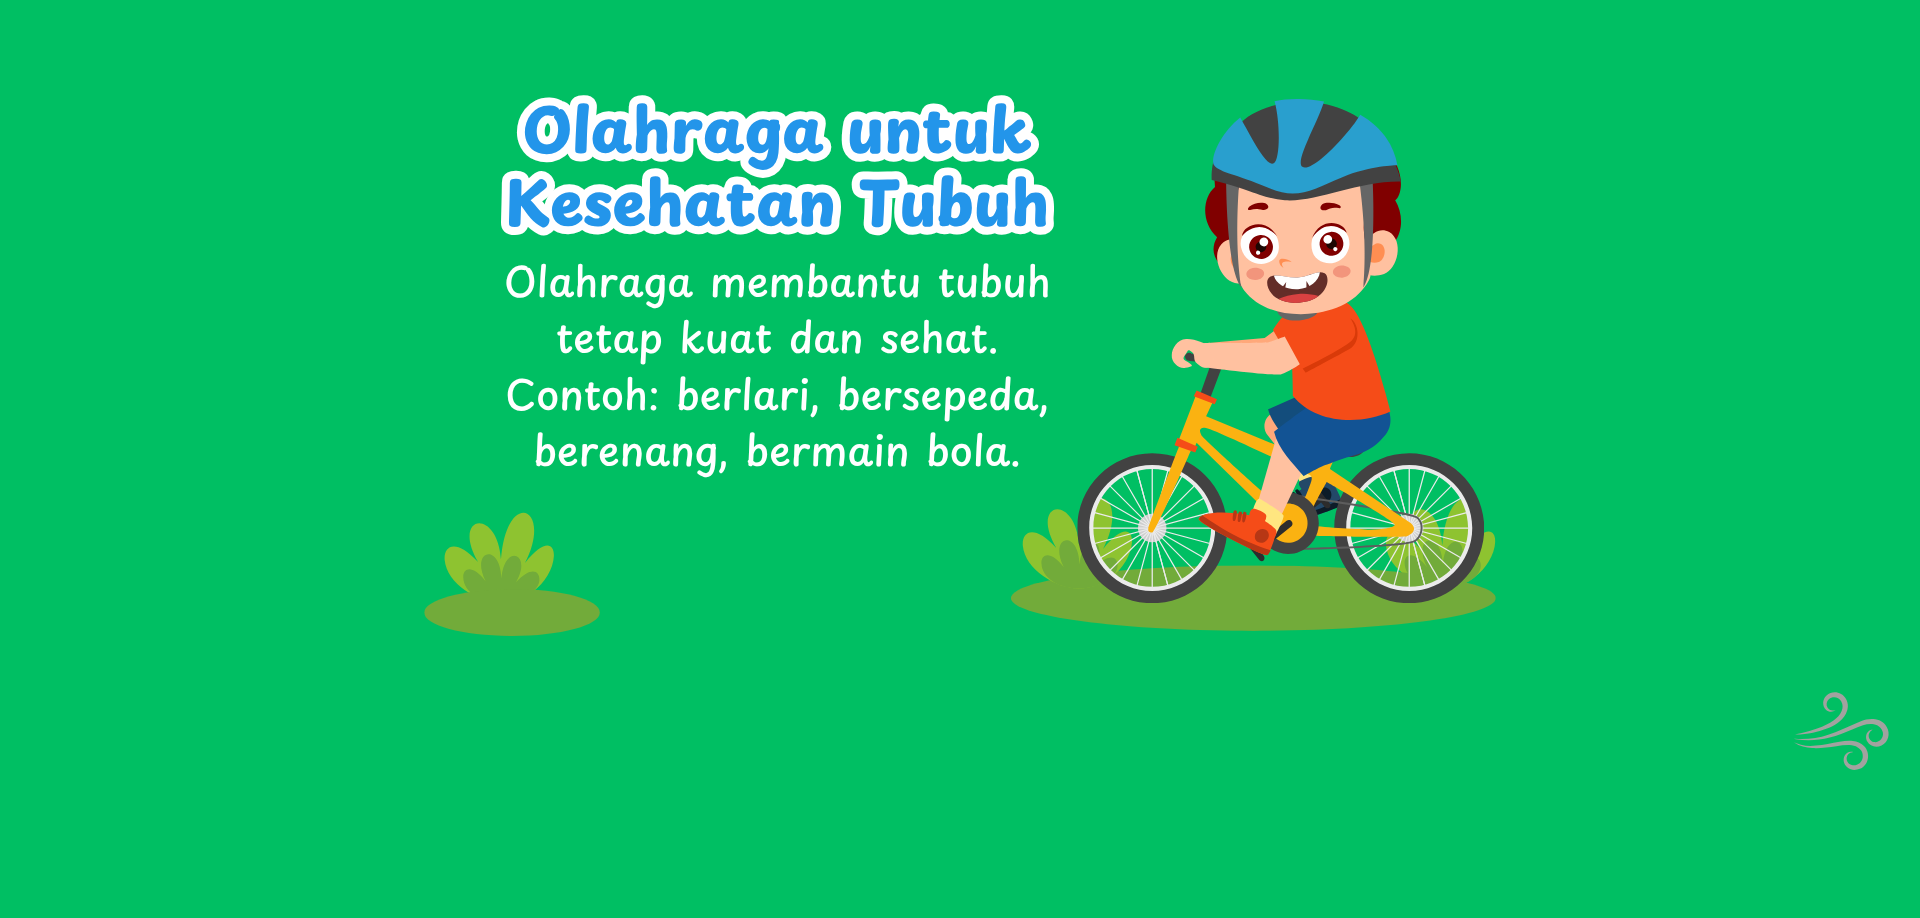 Olahraga untuk
Kesehatan Tubuh
Olahraga membantu tubuh
tetap kuat dan sehat.
Contoh: berlari, bersepeda,
berenang, bermain bola.